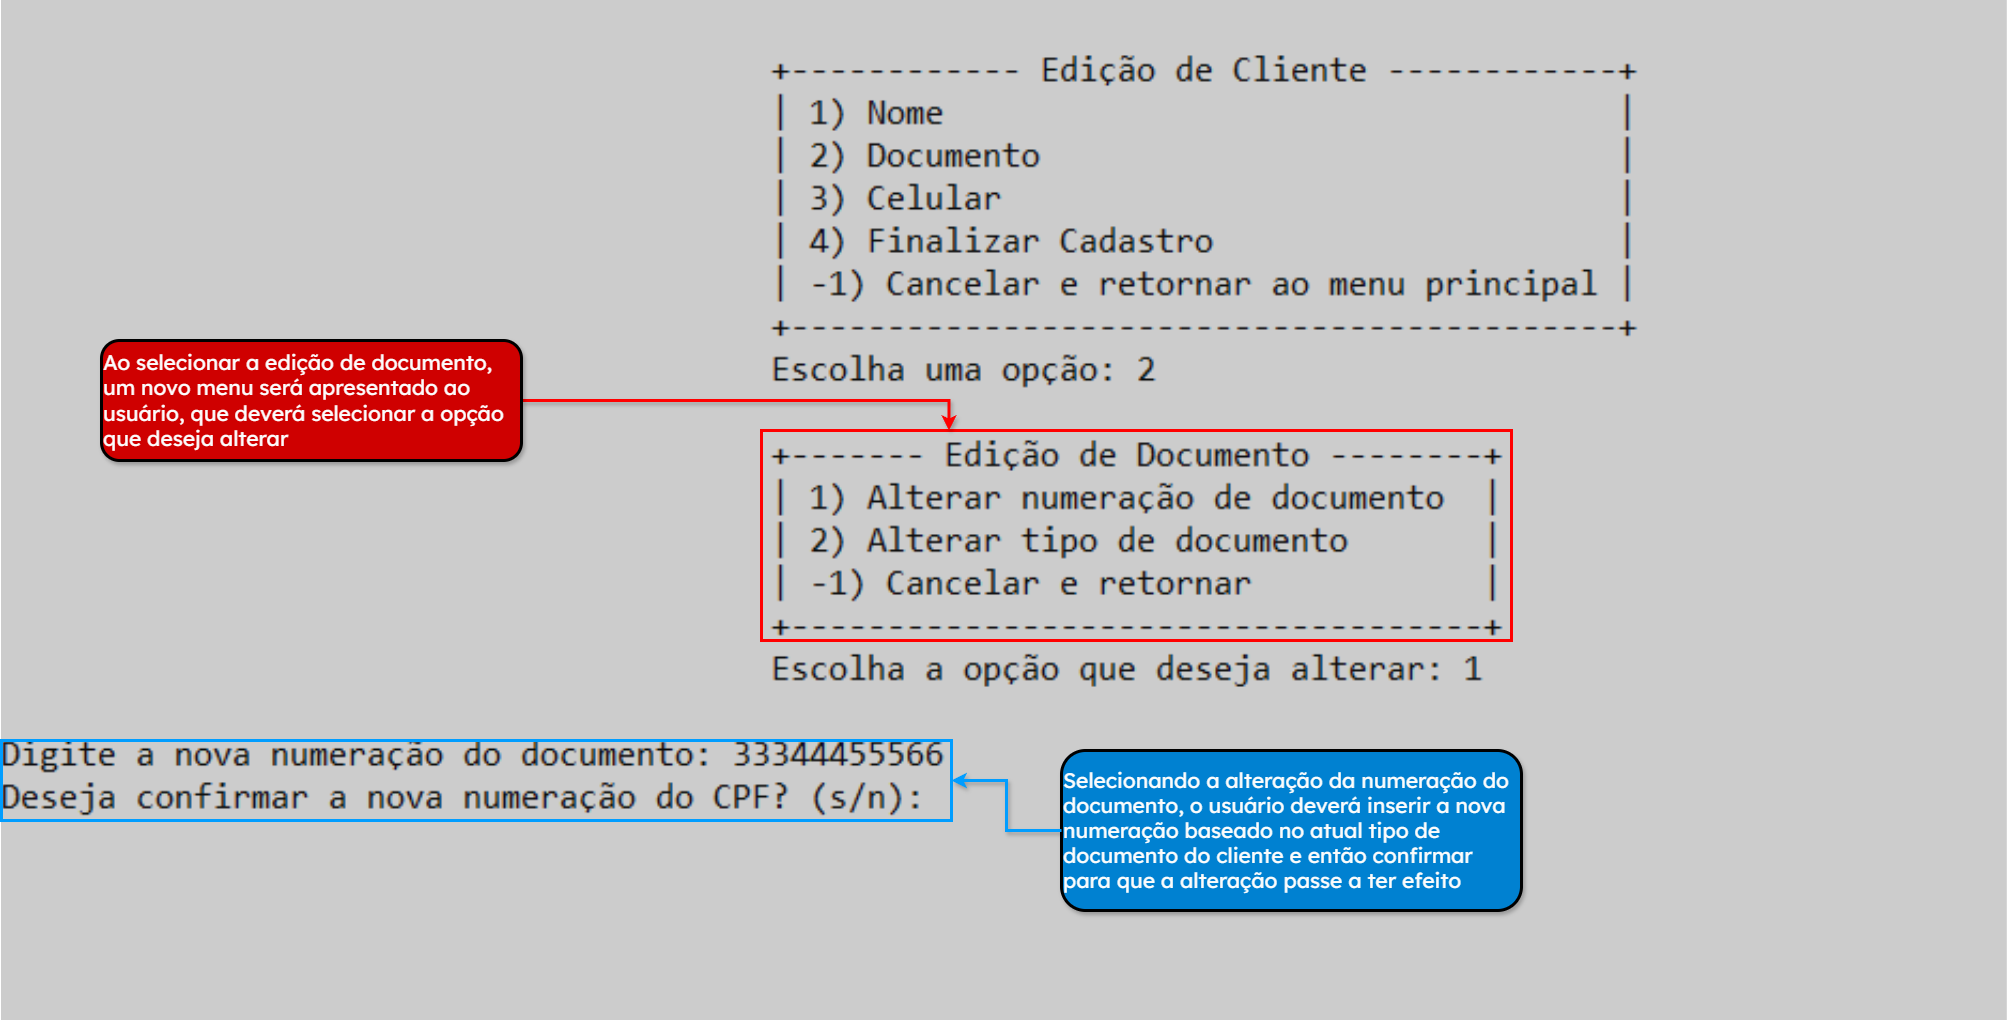 +------------ Edição de Cliente ------------+
| 1) Nome |
| 2) Documento |
| 3) Celular |
| 4) Finalizar Cadastro |
| -1) Cancelar e retornar ao menu principal |
+-------------------------------------------+
Escolha uma opção: 2
Ao selecionar a edição de documento,
um novo menu será apresentado ao
usuário, que deverá selecionar a opção
que deseja alterar
+------- Edição de Documento --------+
| 1) Alterar numeração de documento |
| 2) Alterar tipo de documento |
| -1) Cancelar e retornar |
+------------------------------------+
Escolha a opção que deseja alterar: 1
Digite a nova numeração do documento: 33344455566
Deseja confirmar a nova numeração do CPF? (s/n):
Selecionando a alteração da numeração do
documento, o usuário deverá inserir a nova
numeração baseado no atual tipo de
documento do cliente e então confirmar
para que a alteração passe a ter efeito